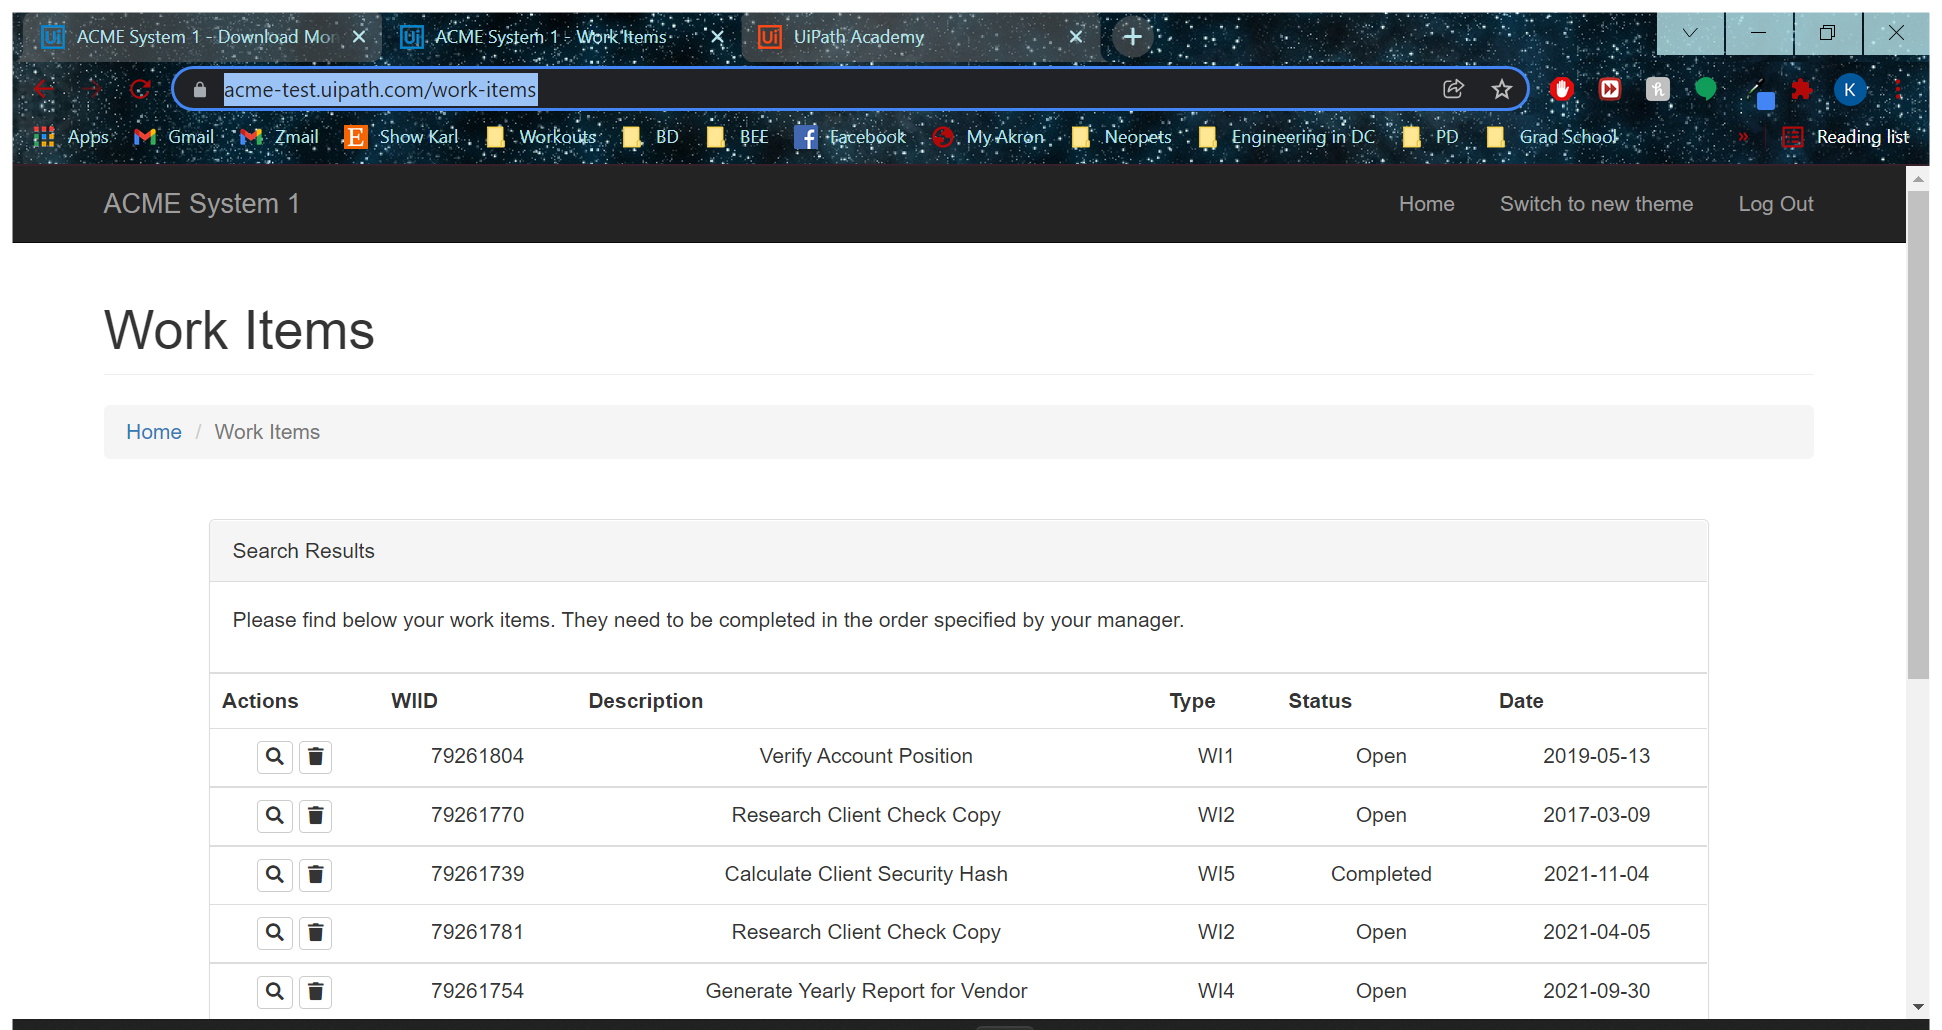 ACME System 1 - Download Mon
ACME System 1 - Work Items
UiPath Academy
acme-test.uipath.com/work-items
K
Apps Gmail Zmail Show Karl Workouts BD BEE Facebook My Akron Neopets Engineering in DC PD Grad School » Reading list
ACME System 1 Home Switch to new theme Log Out
Work Items
Home / Work Items
Search Results
Please find below your work items. They need to be completed in the order specified by your manager.
Actions WIID Description Type Status Date
79261804 Verify Account Position WI1 Open 2019-05-13
79261770 Research Client Check Copy WI2 Open 2017-03-09
79261739 Calculate Client Security Hash WI5 Completed 2021-11-04
79261781 Research Client Check Copy WI2 Open 2021-04-05
79261754 Generate Yearly Report for Vendor WI4 Open 2021-09-30